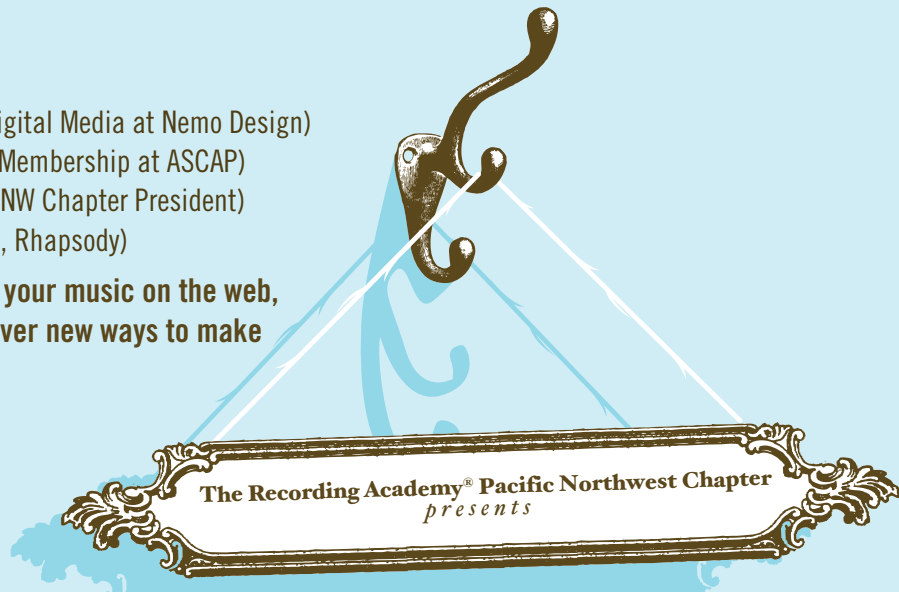 igital Media at Nemo Design)
Membership at ASCAP)
NW Chapter President)
, Rhapsody)
your music on the web,
ver new ways to make
The Recording Academy® Pacific Northwest Chapter
presents